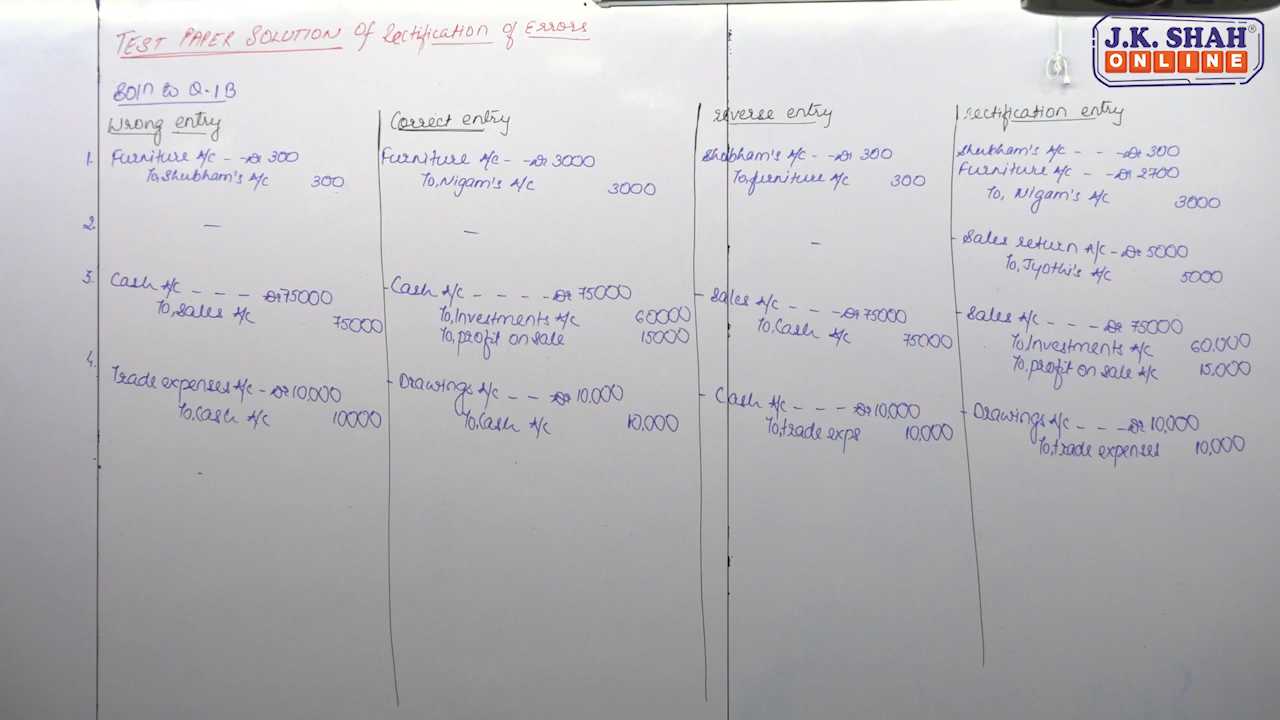 TEST PAPER SOLUTION Of Rectification of Errors
J.K. SHAH®
ONLINE
Soln to Q.1B
Wrong entry
1. Furniture A/c - - Dr 300
To, Shubham's A/c 300
2. —
3. Cash A/c - - - Dr 75000
To, Sales A/c 75000
4. Trade expenses A/c - Dr 10,000
To, Cash A/c 10000
Correct entry
Furniture A/c - - Dr 3000
To, Nigam's A/c 3000
—
- Cash A/c - - - - Dr 75000
To, Investments A/c 60000
To, profit on sale 15000
- Drawings A/c - - Dr 10,000
To, Cash A/c 10,000
reverse entry
Shubham's A/c - - Dr 300
To, furniture A/c 300
—
- Sales A/c - - - Dr 75000
To, Cash A/c 75000
- Cash A/c - - - Dr 10,000
To, trade exps 10,000
rectification entry
Shubham's A/c - - - Dr 300
Furniture A/c - - Dr 2700
To, Nigam's A/c 3000
- Sales return A/c - Dr 5000
To, Jyothi's A/c 5000
- Sales A/c - - - Dr 75000
To, Investments A/c 60,000
To, profit on sale A/c 15,000
- Drawings A/c - - - Dr 10,000
To, trade expenses 10,000